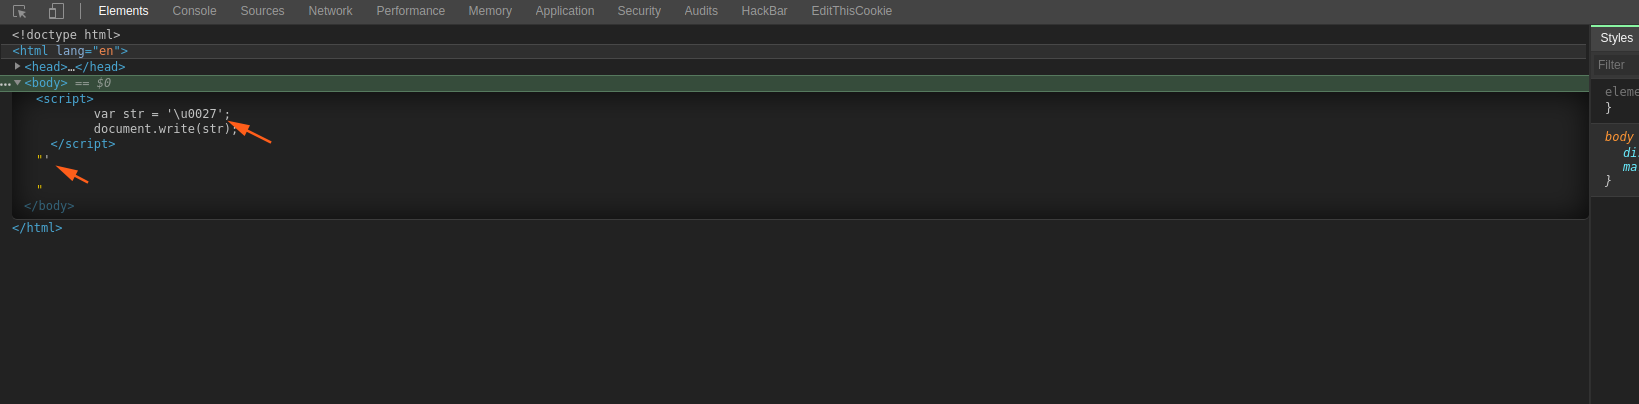 Elements Console Sources Network Performance Memory Application Security Audits HackBar EditThisCookie
<!doctype html>
<html lang="en">
<head>…</head>
<body> == $0
<script>
var str = '\u0027';
document.write(str);
</script>
"'
"
</body>
</html>
Styles
Filter
eleme
}
body
di
ma
}